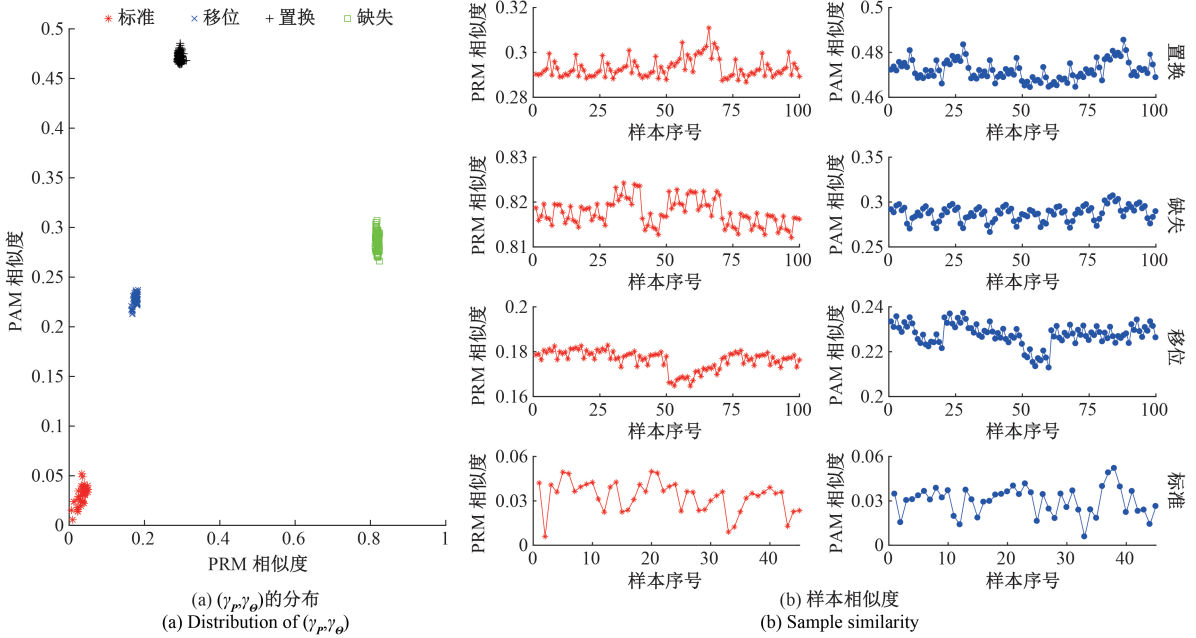 标准 移位 置换 缺失
0.5
0.45
0.4
0.35
0.3
0.25
0.2
0.15
0.1
0.05
0
PAM 相似度
0 0.2 0.4 0.6 0.8 1
PRM 相似度
(a) (γP,γΘ)的分布
(a) Distribution of (γP,γΘ)
0.32
0.3
0.28
PRM 相似度
0 25 50 75 100
样本序号
0.5
0.48
0.46
PAM 相似度
0 25 50 75 100
样本序号
置换
0.83
0.82
0.81
PRM 相似度
0 25 50 75 100
样本序号
0.35
0.3
0.25
PAM 相似度
0 25 50 75 100
样本序号
缺失
0.2
0.18
0.16
PRM 相似度
0 25 50 75 100
样本序号
0.24
0.22
0.2
PAM 相似度
0 25 50 75 100
样本序号
移位
0.06
0.03
0
PRM 相似度
0 10 20 30 40
样本序号
0.06
0.03
0
PAM 相似度
0 10 20 30 40
样本序号
标准
(b) 样本相似度
(b) Sample similarity